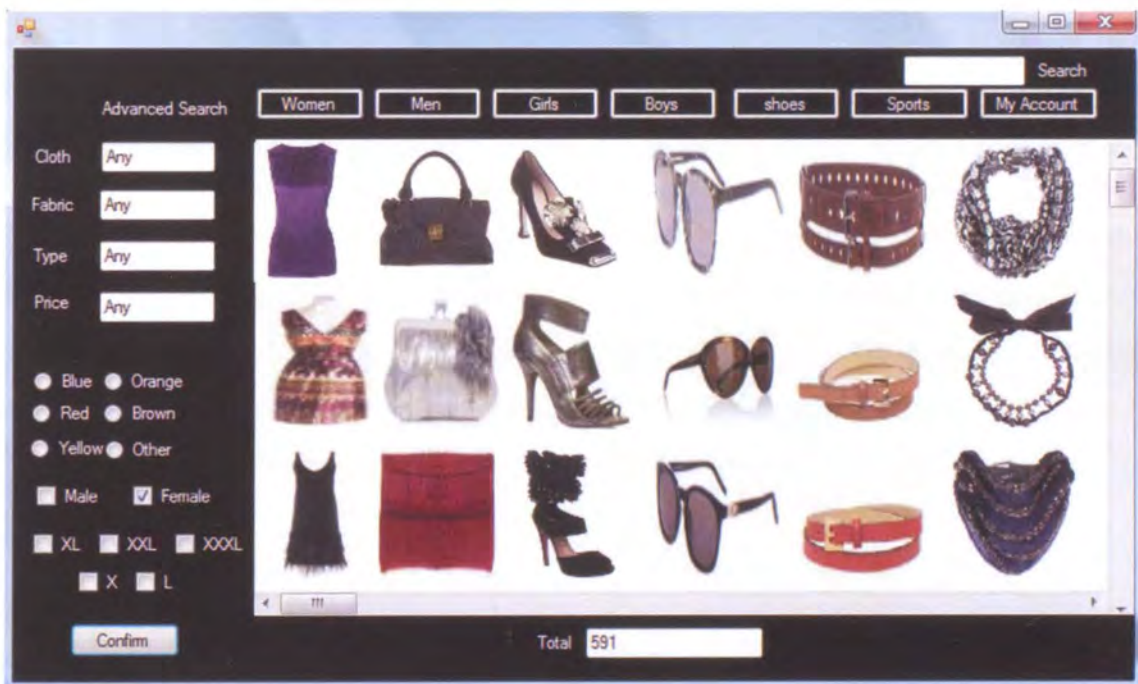 Search
Advanced Search
Women Men Girls Boys shoes Sports My Account
Cloth Any
Fabric Any
Type Any
Price Any
Blue Orange
Red Brown
Yellow Other
Male Female
XL XXL XXXL
X L
Confirm
Total 591